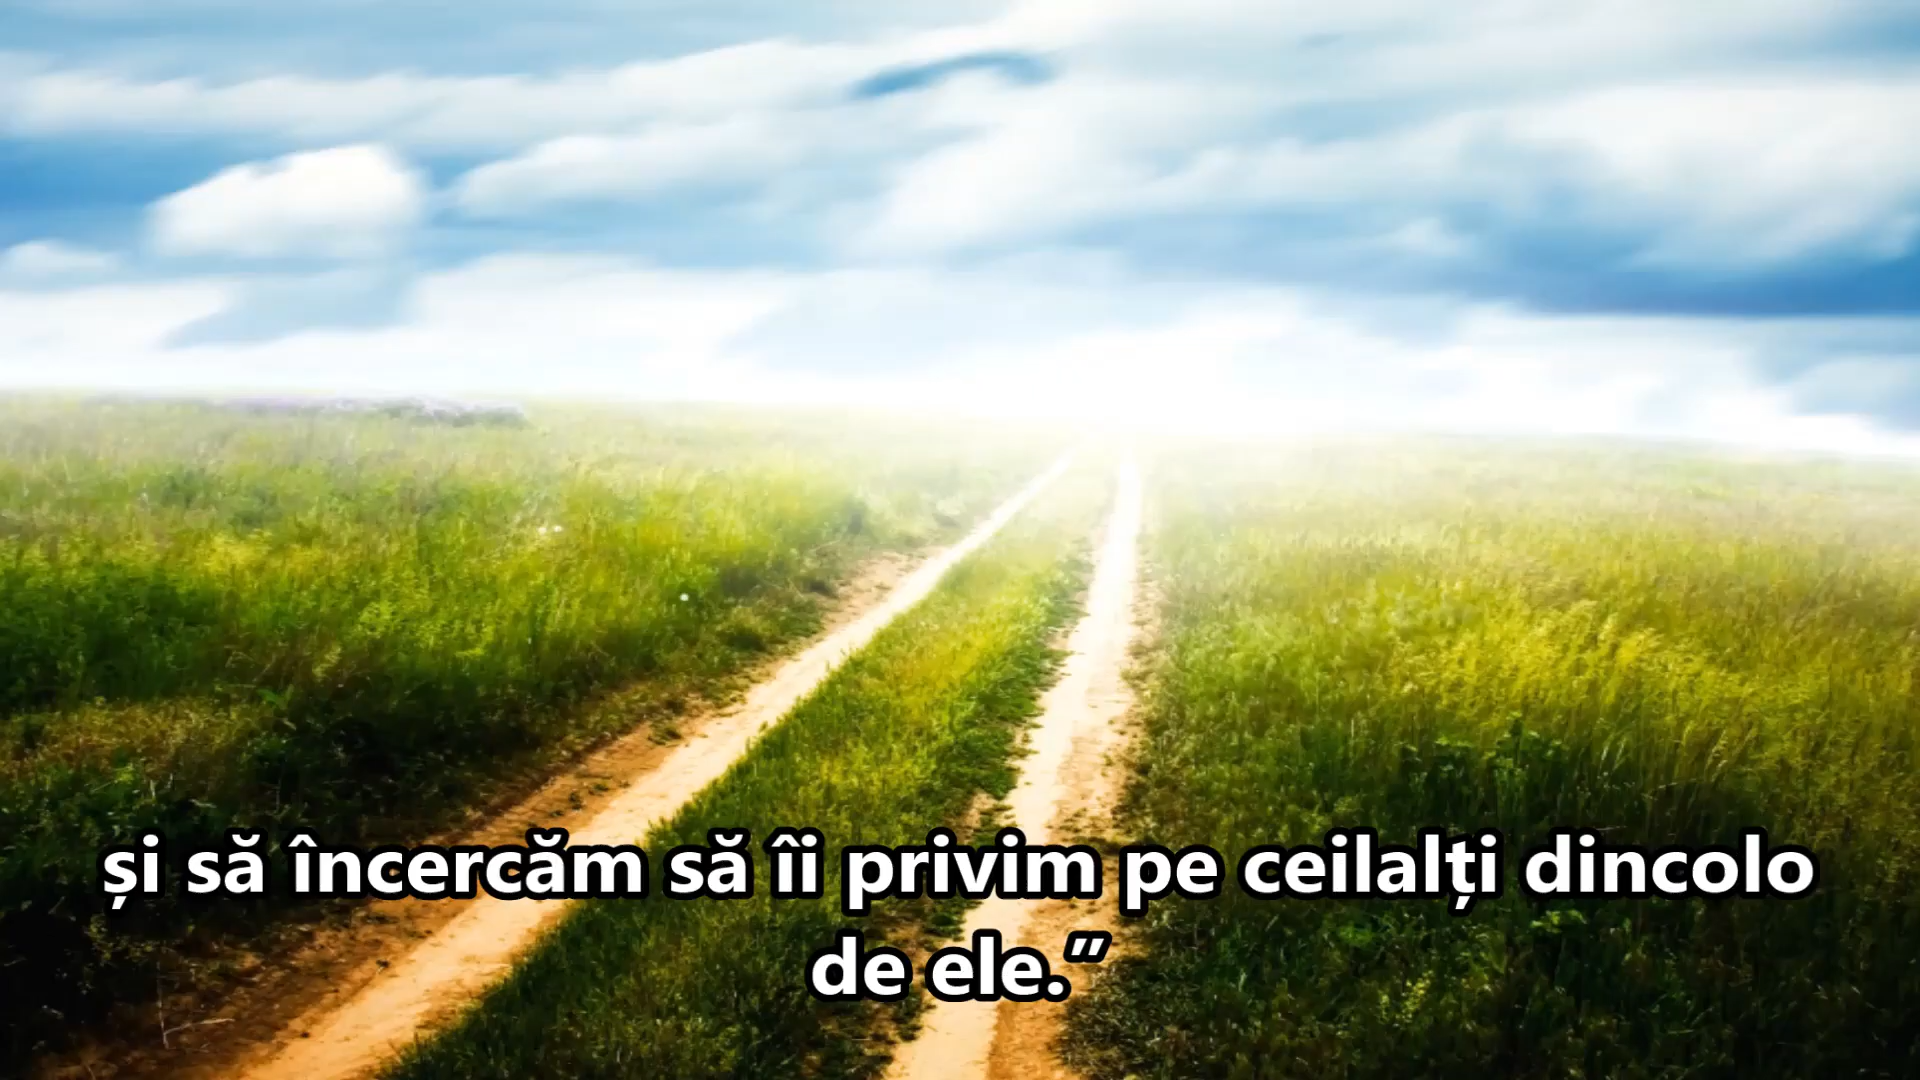 și să încercăm să îi privim pe ceilalți dincolo
de ele.”